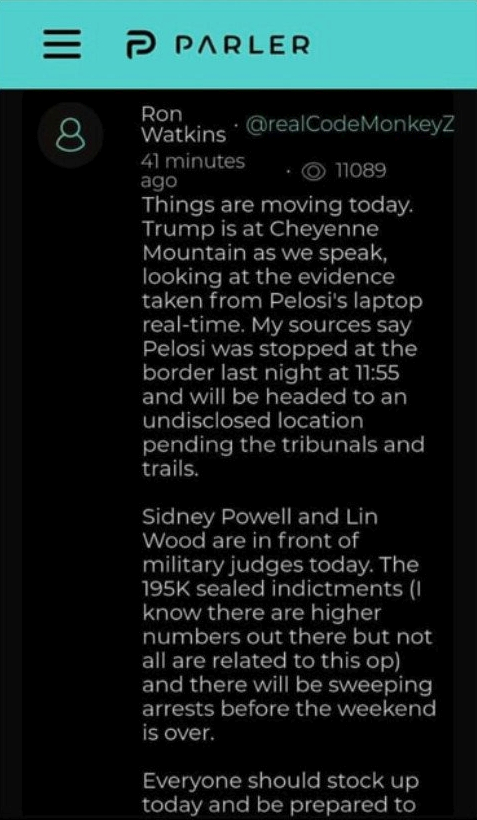 PARLER
Ron
Watkins · @realCodeMonkeyZ
41 minutes
ago · 11089
Things are moving today.
Trump is at Cheyenne
Mountain as we speak,
looking at the evidence
taken from Pelosi's laptop
real-time. My sources say
Pelosi was stopped at the
border last night at 11:55
and will be headed to an
undisclosed location
pending the tribunals and
trails.
Sidney Powell and Lin
Wood are in front of
military judges today. The
195K sealed indictments (I
know there are higher
numbers out there but not
all are related to this op)
and there will be sweeping
arrests before the weekend
is over.
Everyone should stock up
today and be prepared to